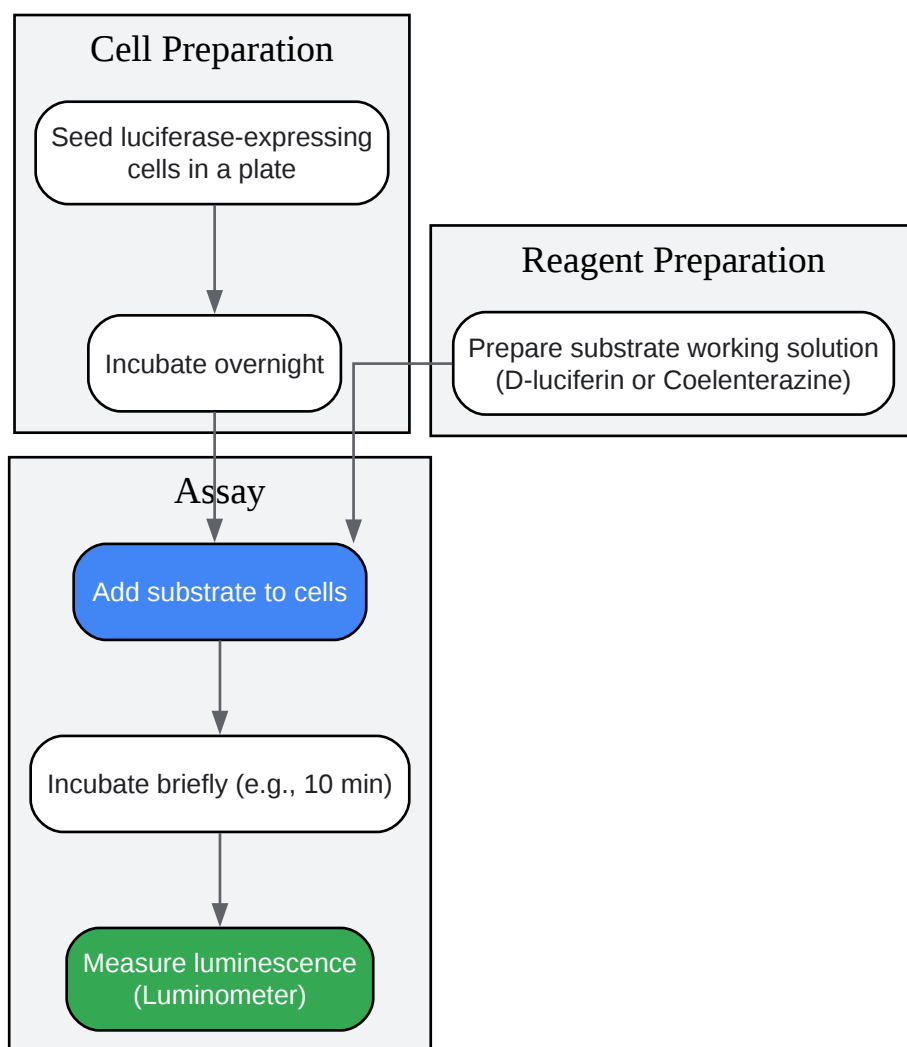 Cell Preparation
Seed luciferase-expressing
cells in a plate
Incubate overnight
Reagent Preparation
Prepare substrate working solution
(D-luciferin or Coelenterazine)
Assay
Add substrate to cells
Incubate briefly (e.g., 10 min)
Measure luminescence
(Luminometer)